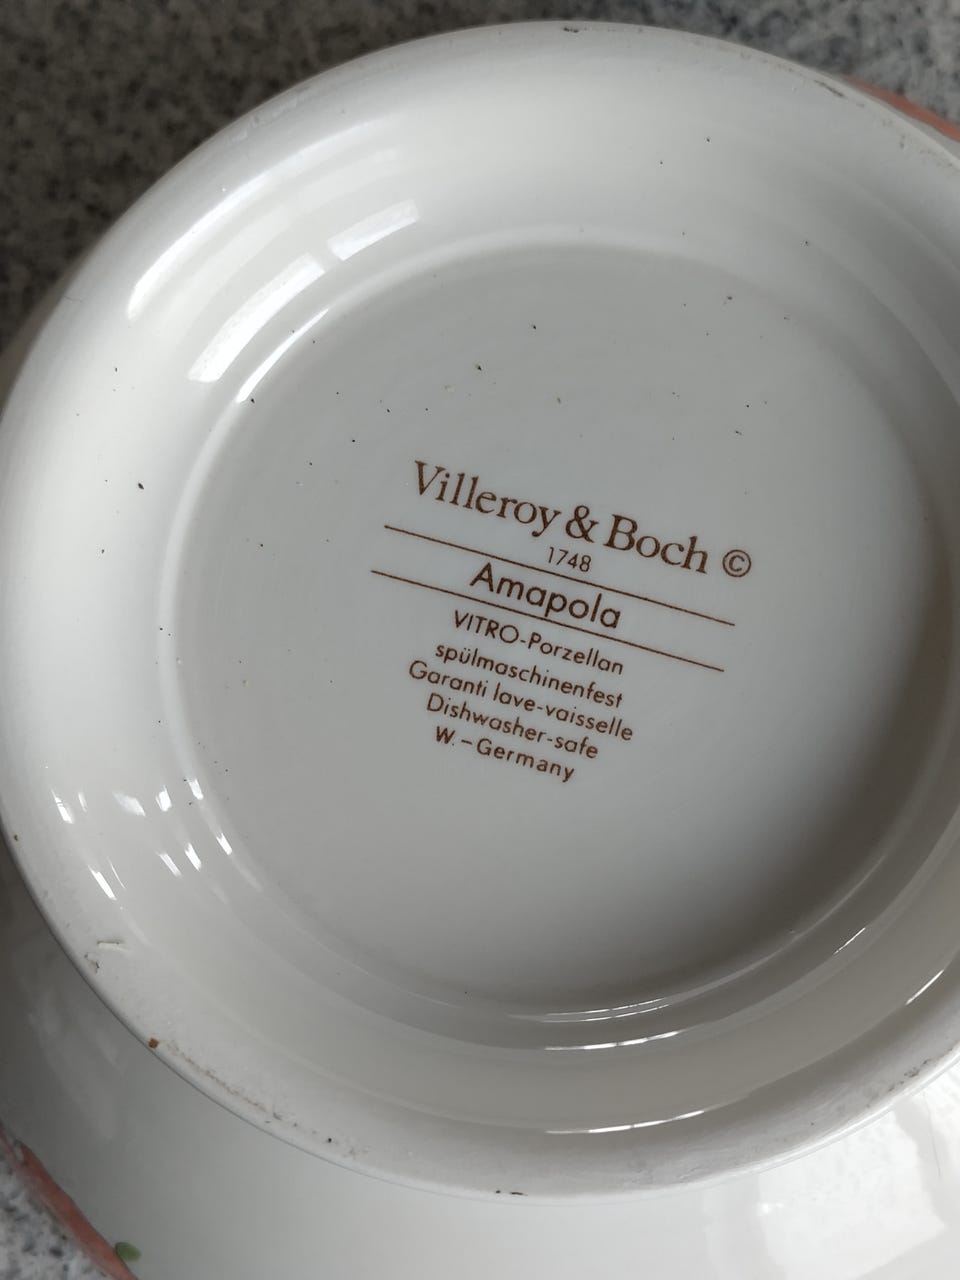 Villeroy & Boch ©
1748
Amapola
VITRO-Porzellan
spülmaschinenfest
Garanti lave-vaisselle
Dishwasher-safe
W.-Germany